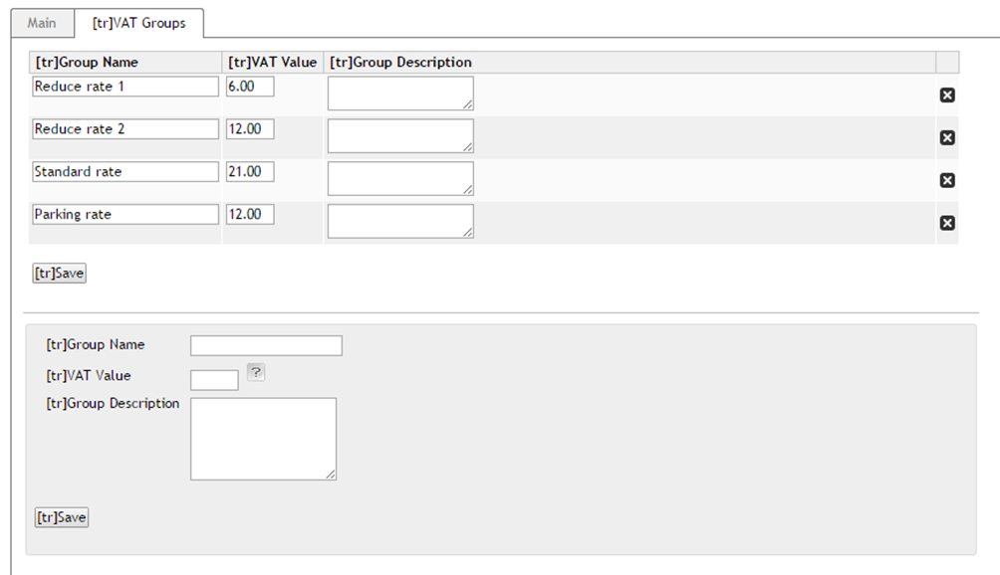 Main [tr]VAT Groups
[tr]Group Name [tr]VAT Value [tr]Group Description
Reduce rate 1 6.00
Reduce rate 2 12.00
Standard rate 21.00
Parking rate 12.00
[tr]Save
[tr]Group Name
[tr]VAT Value ?
[tr]Group Description
[tr]Save